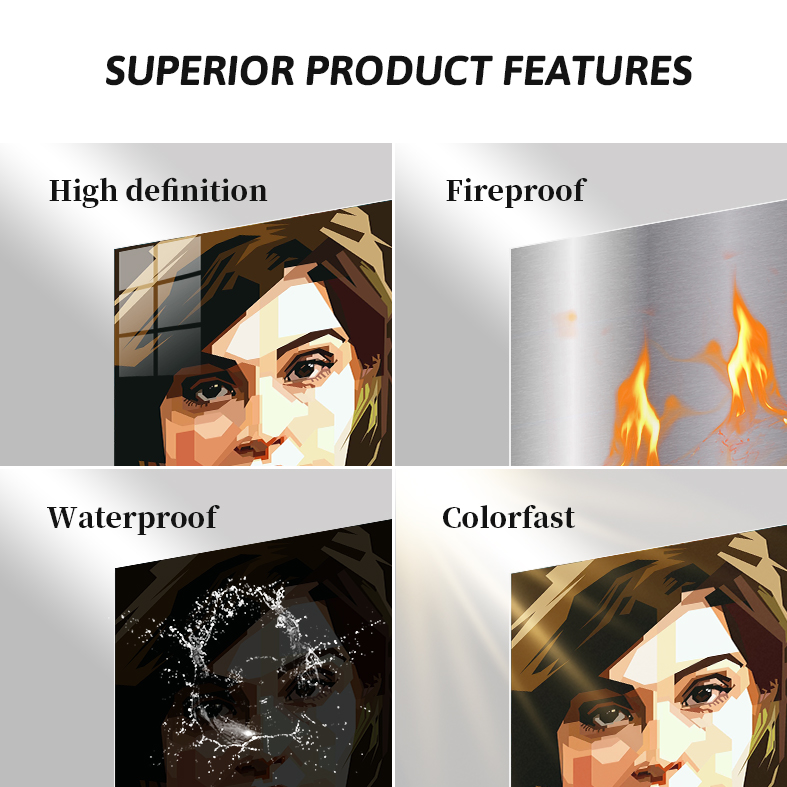 SUPERIOR PRODUCT FEATURES
High definition
Fireproof
Waterproof
Colorfast